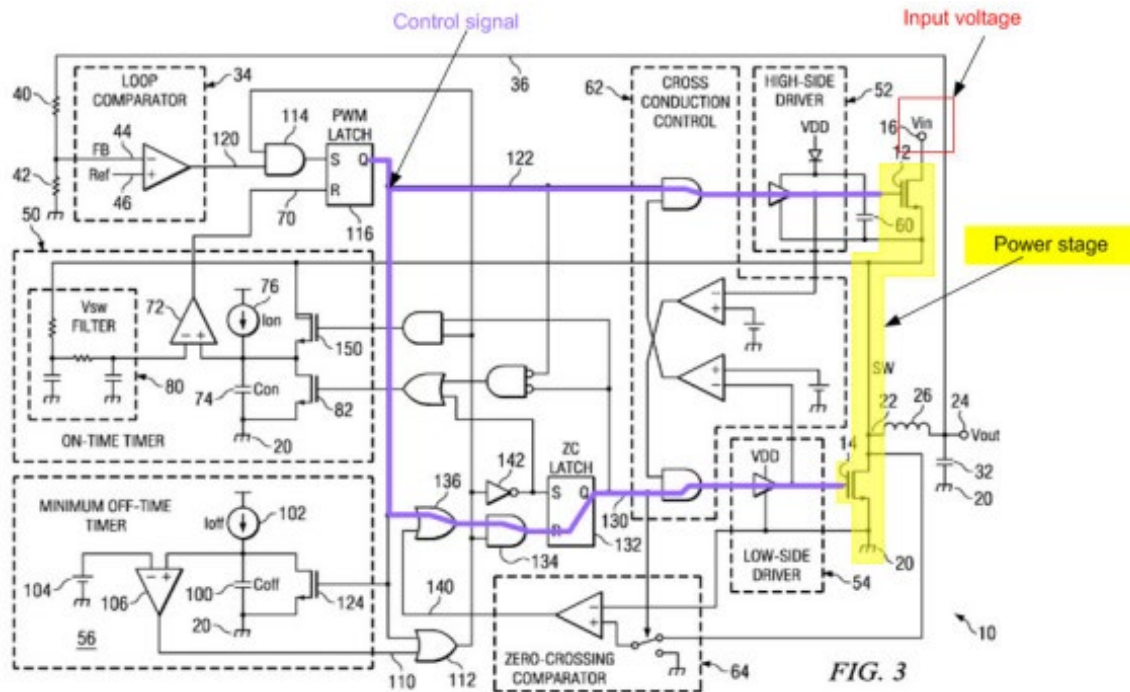 Control signal
Input voltage
36
LOOP
COMPARATOR
34
40
44
FB
120
114
PWM
LATCH
S
Q
R
42
Ref
46
70
116
122
62
CROSS
CONDUCTION
CONTROL
HIGH-SIDE
DRIVER
52
VDD
16
Vin
12
60
Power stage
50
72
Vsw
FILTER
76
Ion
150
Con
74
82
80
20
ON-TIME TIMER
SW
22
26
24
Vout
32
20
14
MINIMUM OFF-TIME
TIMER
Ioff
102
104
106
100
Coff
124
20
56
110
112
136
142
ZC
LATCH
S
Q
R
134
132
130
140
VDD
LOW-SIDE
DRIVER
54
20
ZERO-CROSSING
COMPARATOR
64
10
FIG. 3